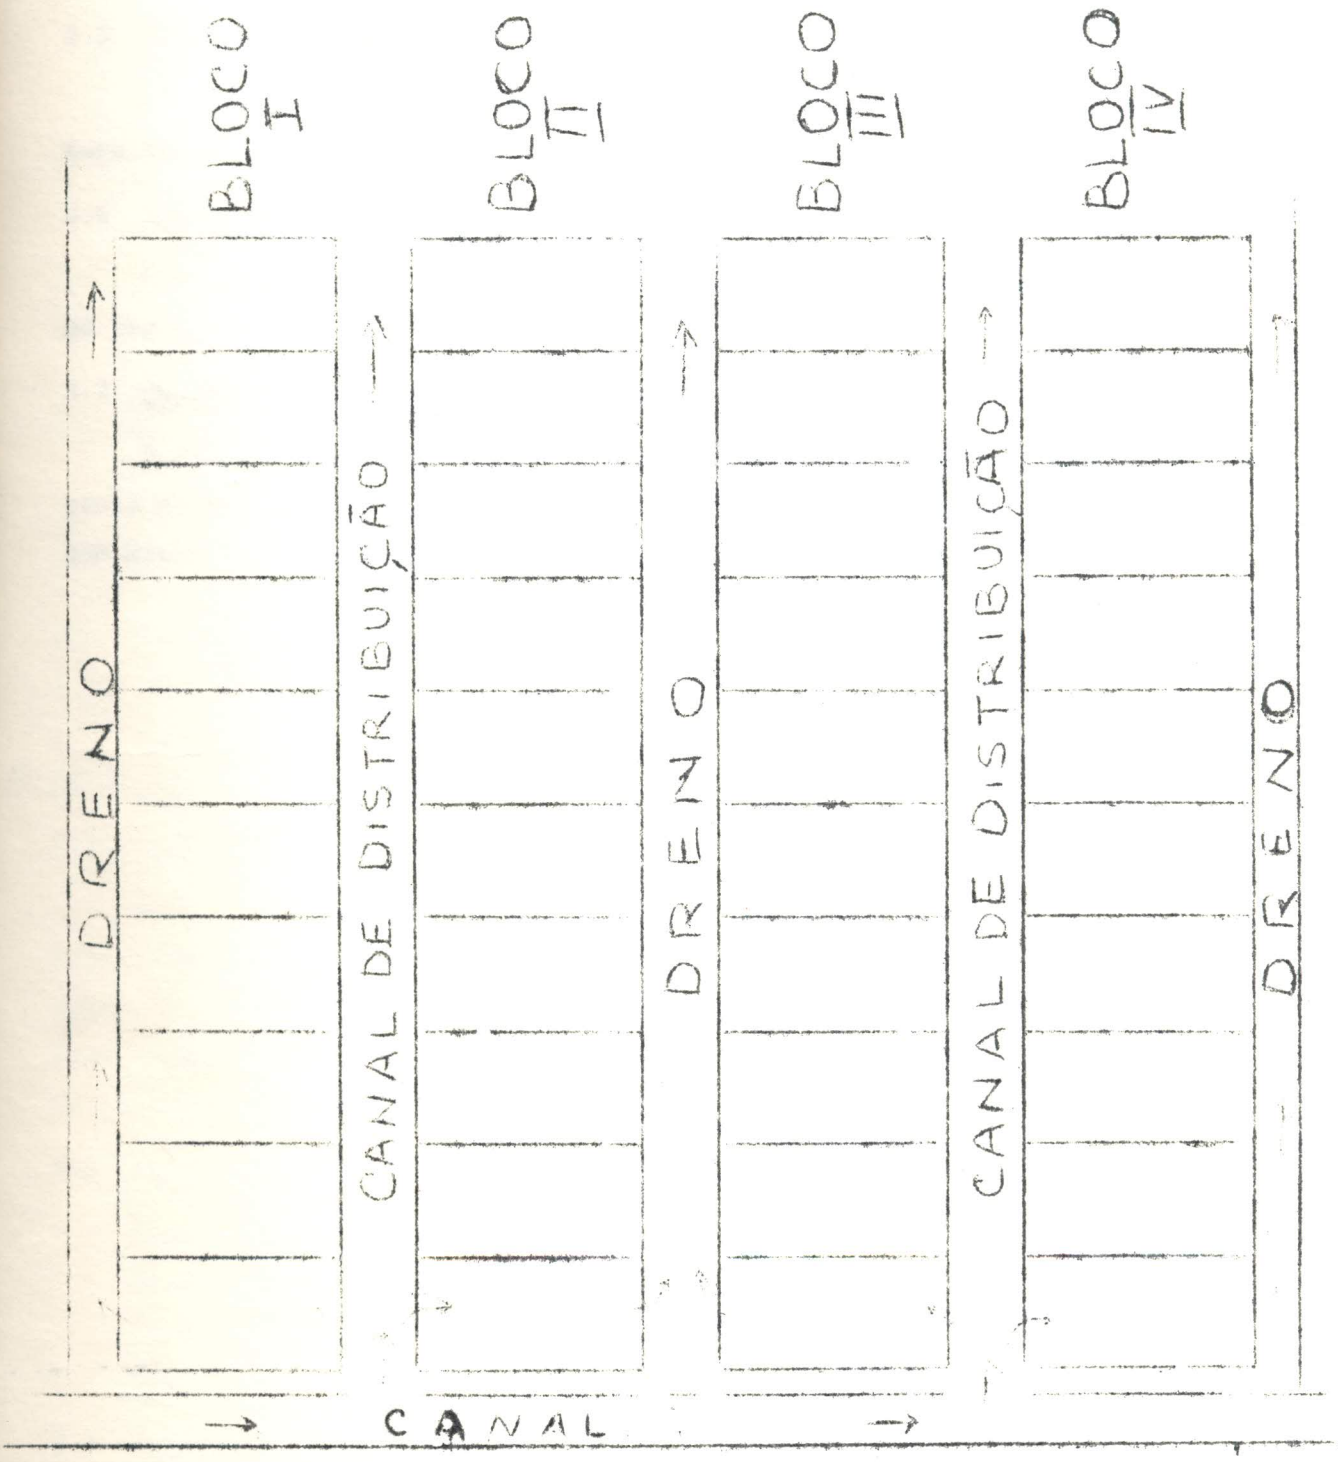 BLOCO
I
BLOCO
II
BLOCO
III
BLOCO
IV
DRENO
CANAL DE DISTRIBUIÇÃO
DRENO
CANAL DE DISTRIBUIÇÃO
DRENO
CANAL